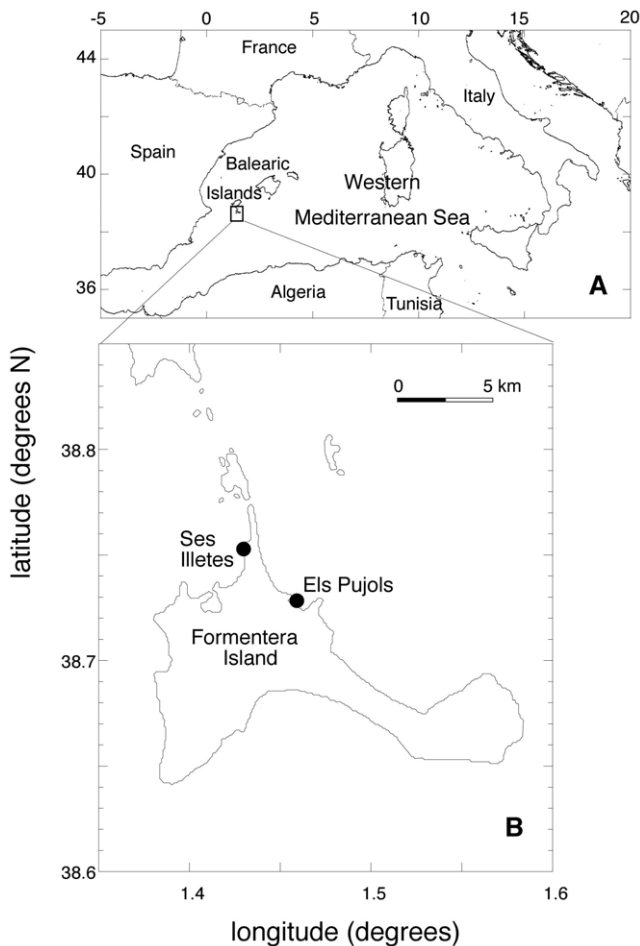 -5 0 5 10 15 20
44
France
Italy
Spain
40
Balearic
Islands
Western
Mediterranean Sea
36
Algeria
Tunisia
A
latitude (degrees N)
0 5 km
38.8
Ses
Illetes
Els Pujols
Formentera
Island
38.7
B
38.6
1.4 1.5 1.6
longitude (degrees)